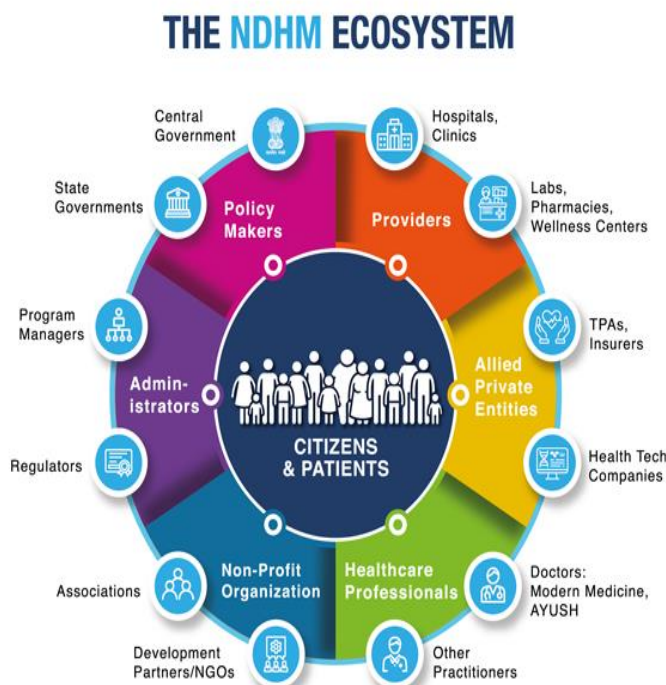 THE NDHM ECOSYSTEM
Central
Government
Hospitals,
Clinics
State
Governments
Policy
Makers
Providers
Labs,
Pharmacies,
Wellness Centers
Program
Managers
Admin-
istrators
TPAs,
Insurers
Allied
Private
Entities
CITIZENS
& PATIENTS
Regulators
Health Tech
Companies
Non-Profit
Organization
Healthcare
Professionals
Associations
Doctors:
Modern Medicine,
AYUSH
Development
Partners/NGOs
Other
Practitioners